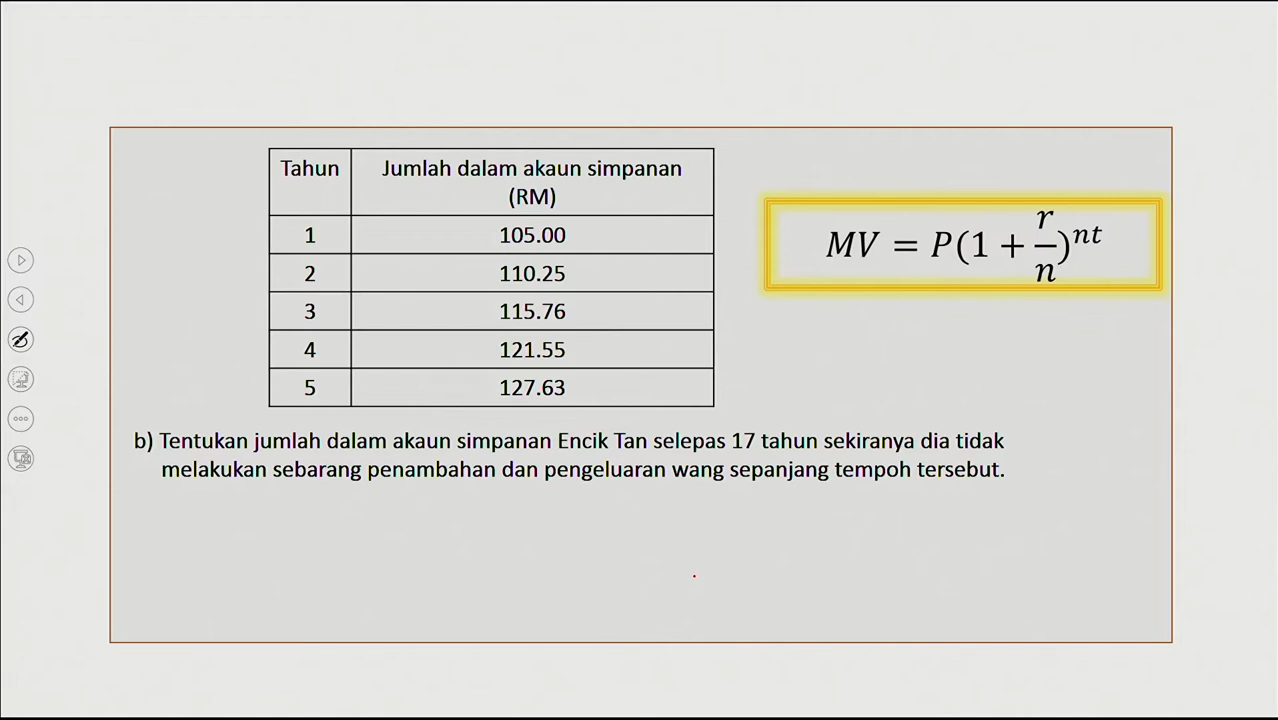 Tahun Jumlah dalam akaun simpanan
(RM)
1 105.00
2 110.25
3 115.76
4 121.55
5 127.63
MV = P(1 + r/n)^nt
b) Tentukan jumlah dalam akaun simpanan Encik Tan selepas 17 tahun sekiranya dia tidak
melakukan sebarang penambahan dan pengeluaran wang sepanjang tempoh tersebut.